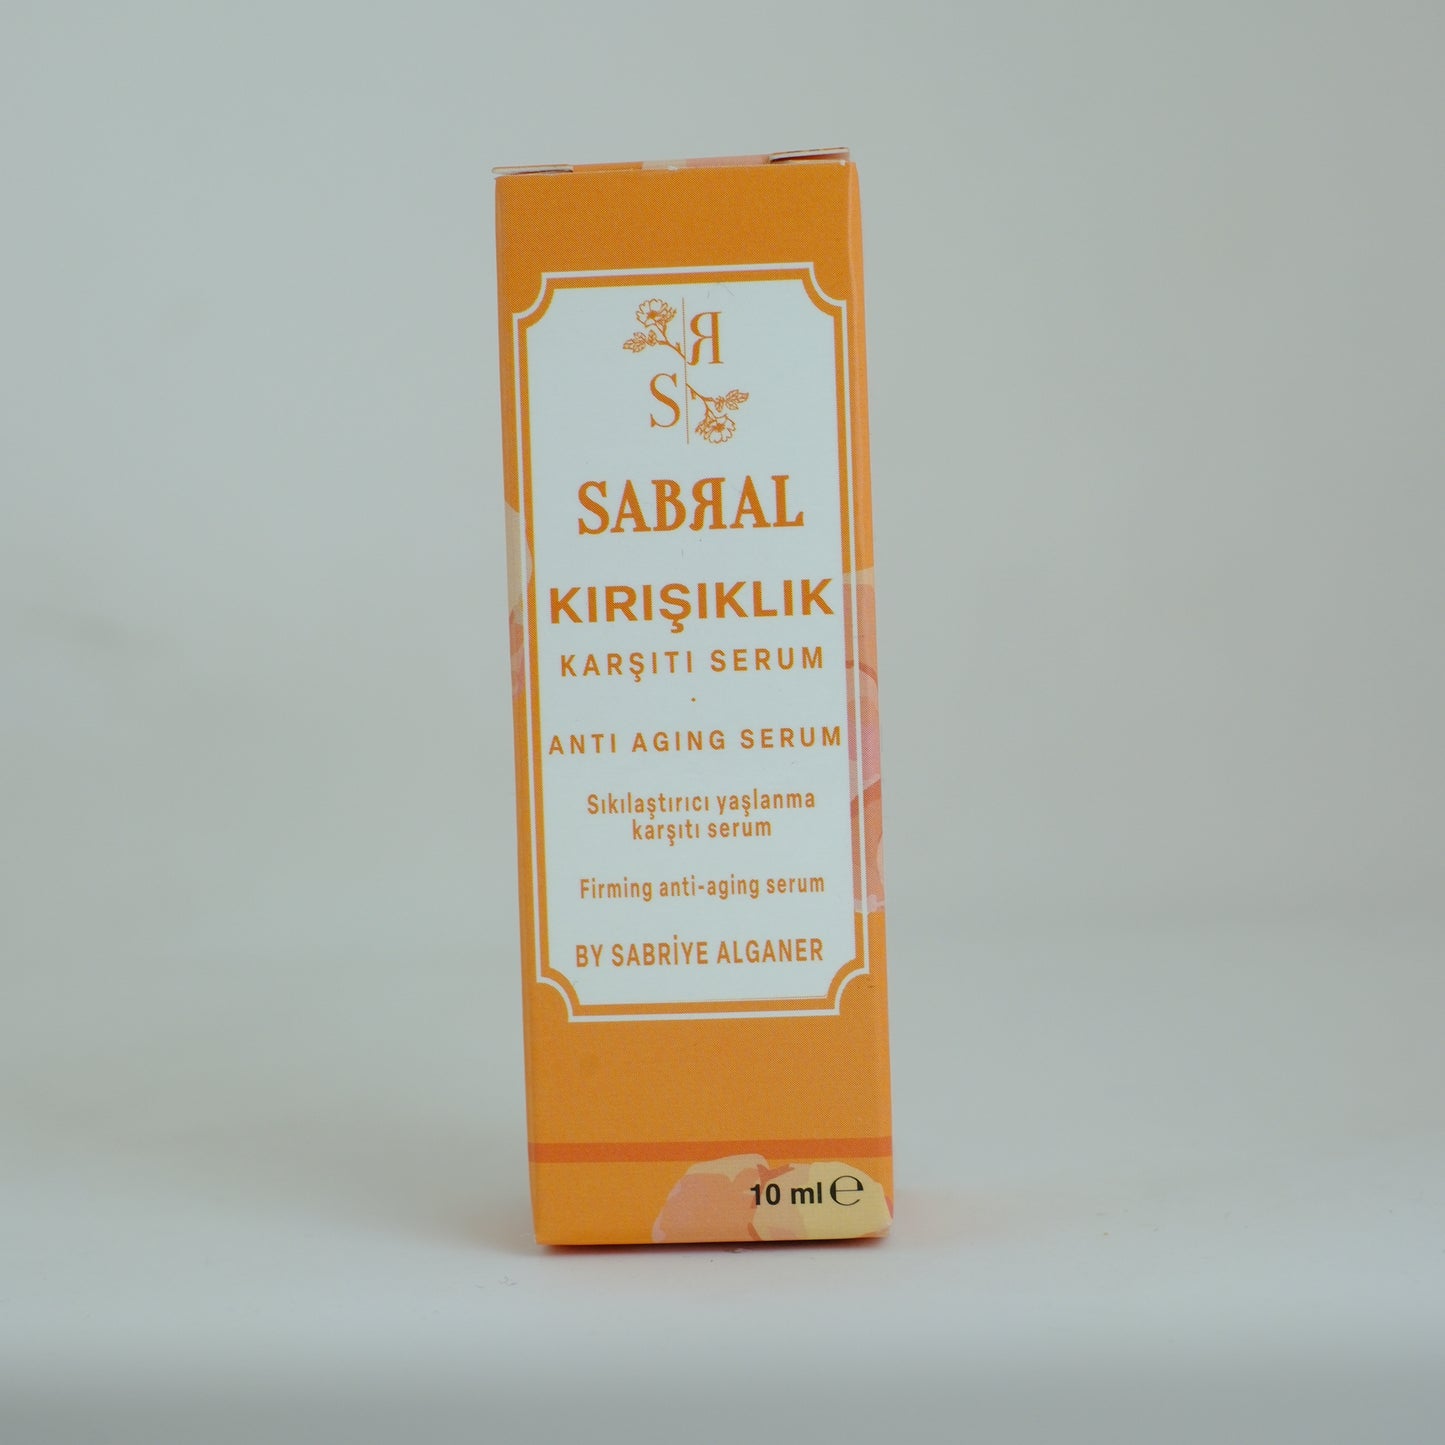 R
S
SABRAL
KIRIŞIKLIK
KARŞITI SERUM
·
ANTI AGING SERUM
Sıkılaştırıcı yaşlanma
karşıtı serum
Firming anti-aging serum
BY SABRİYE ALGANER
10 ml ℮